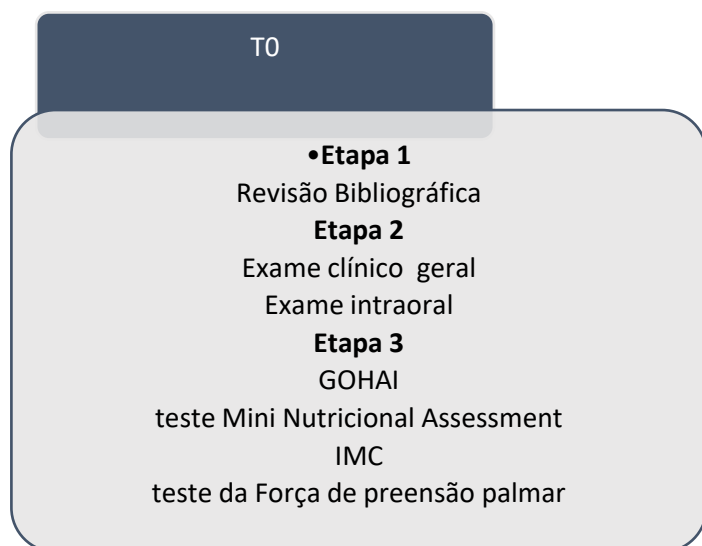 T0
•Etapa 1
Revisão Bibliográfica
Etapa 2
Exame clínico  geral
Exame intraoral
Etapa 3
GOHAI
teste Mini Nutricional Assessment
IMC
teste da Força de preensão palmar